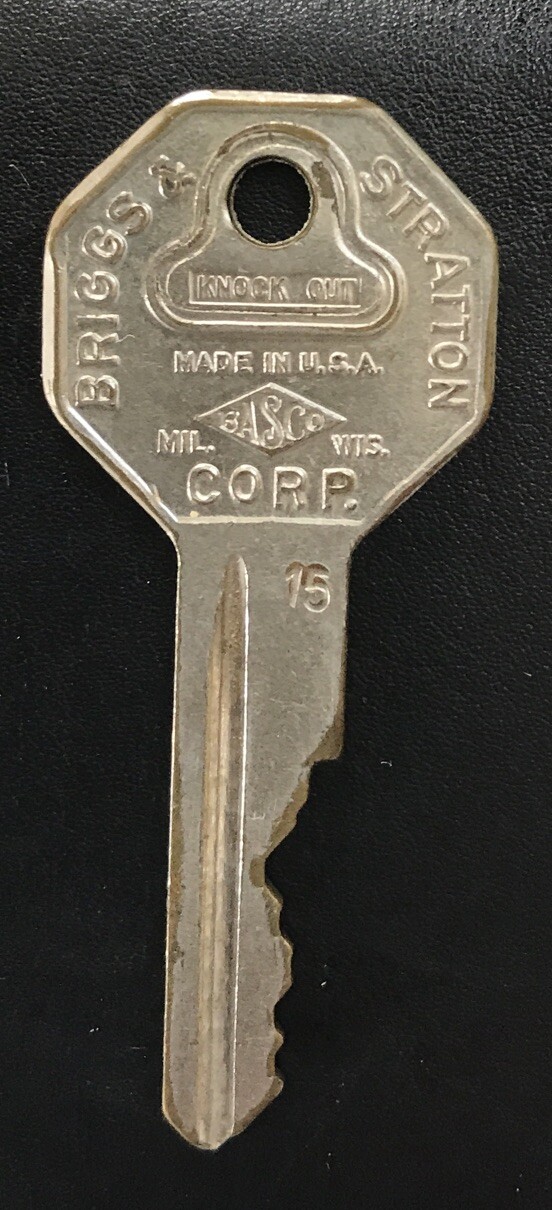 BRIGGS & STRATTON
KNOCK OUT
MADE IN U.S.A.
BASCO
MIL. WIS.
CORP.
15